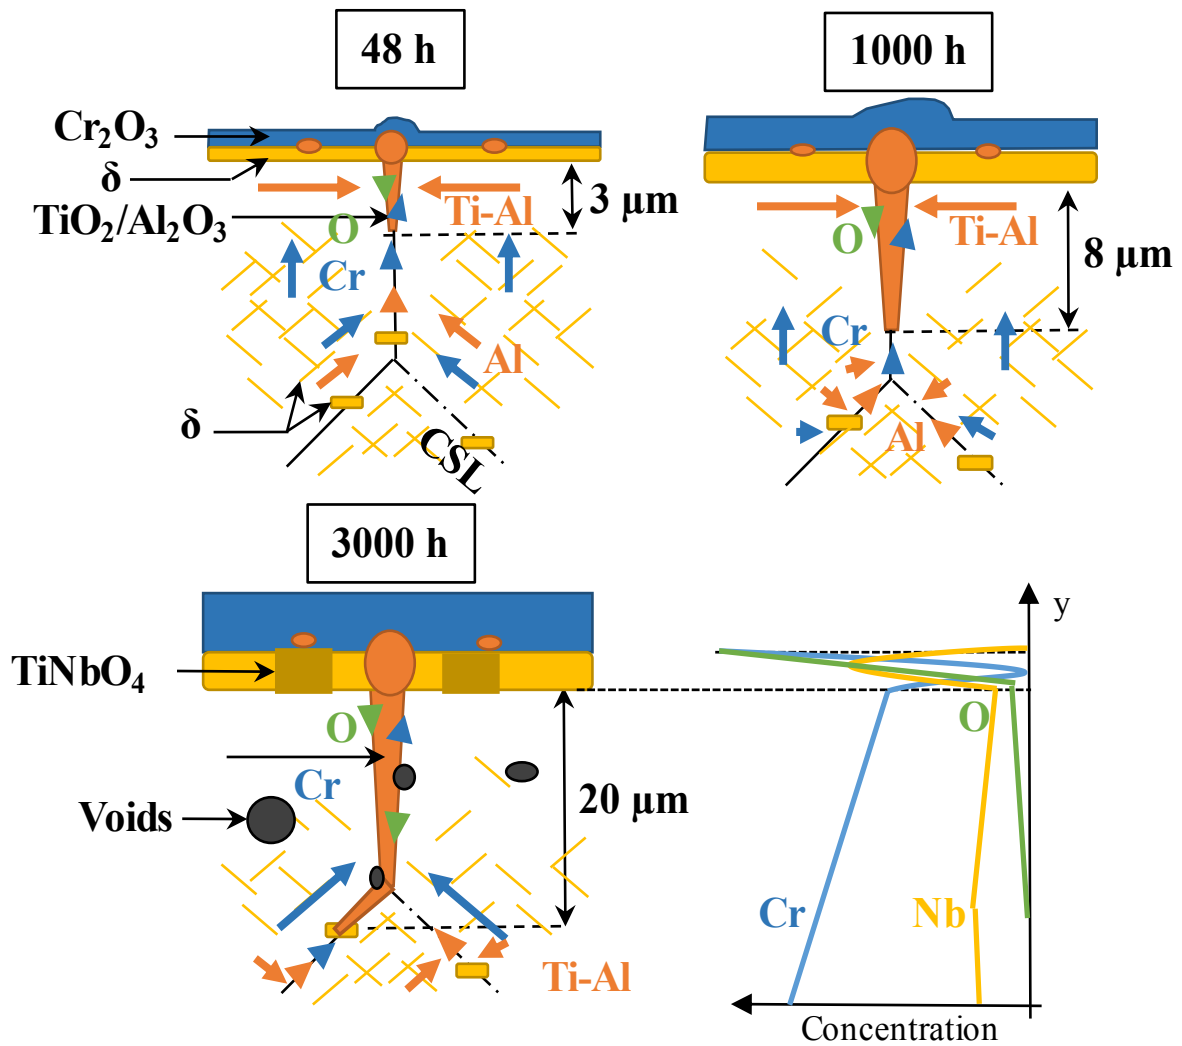 48 h
Cr2O3
δ
TiO2/Al2O3
O
Ti-Al
3 μm
Cr
Al
δ
CSL
1000 h
O
Ti-Al
8 μm
Cr
Al
3000 h
TiNbO4
O
Cr
Voids
20 μm
Ti-Al
y
O
Cr
Nb
Concentration